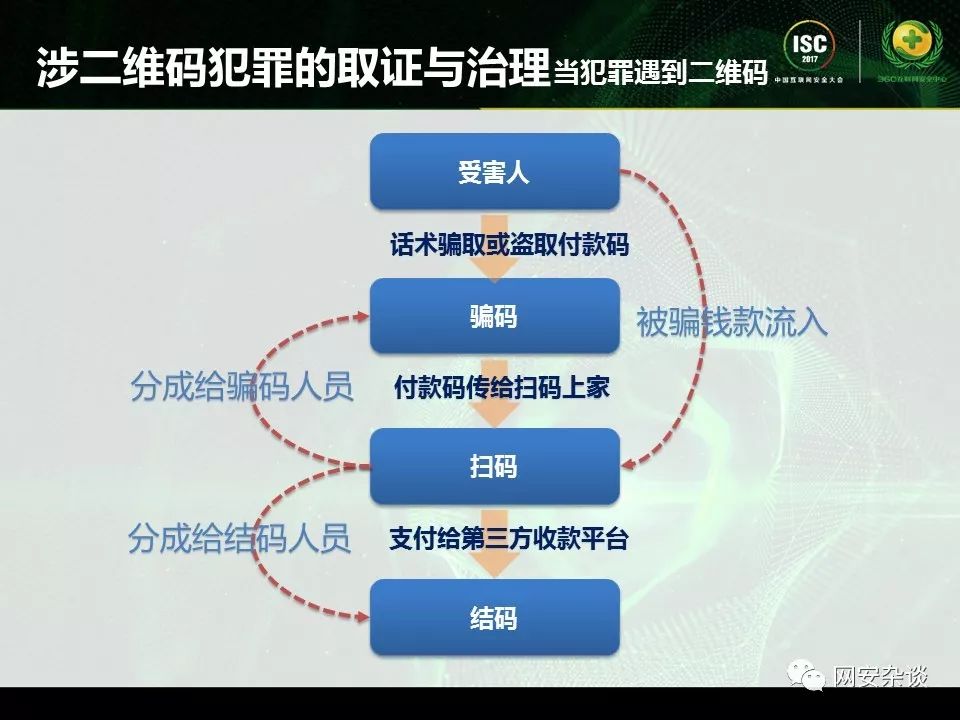 涉二维码犯罪的取证与治理当犯罪遇到二维码
ISC
2017
中国互联网安全大会
360互联网安全中心
受害人
话术骗取或盗取付款码
骗码
被骗钱款流入
分成给骗码人员
付款码传给扫码上家
扫码
分成给结码人员
支付给第三方收款平台
结码
网安杂谈